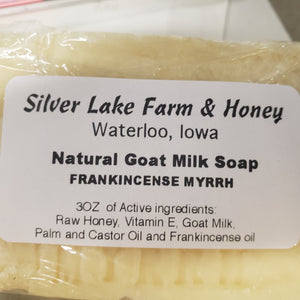 Silver Lake Farm & Honey
Waterloo, Iowa
Natural Goat Milk Soap
FRANKINCENSE MYRRH
3OZ of Active ingredients:
Raw Honey, Vitamin E, Goat Milk,
Palm and Castor Oil and Frankincense oil